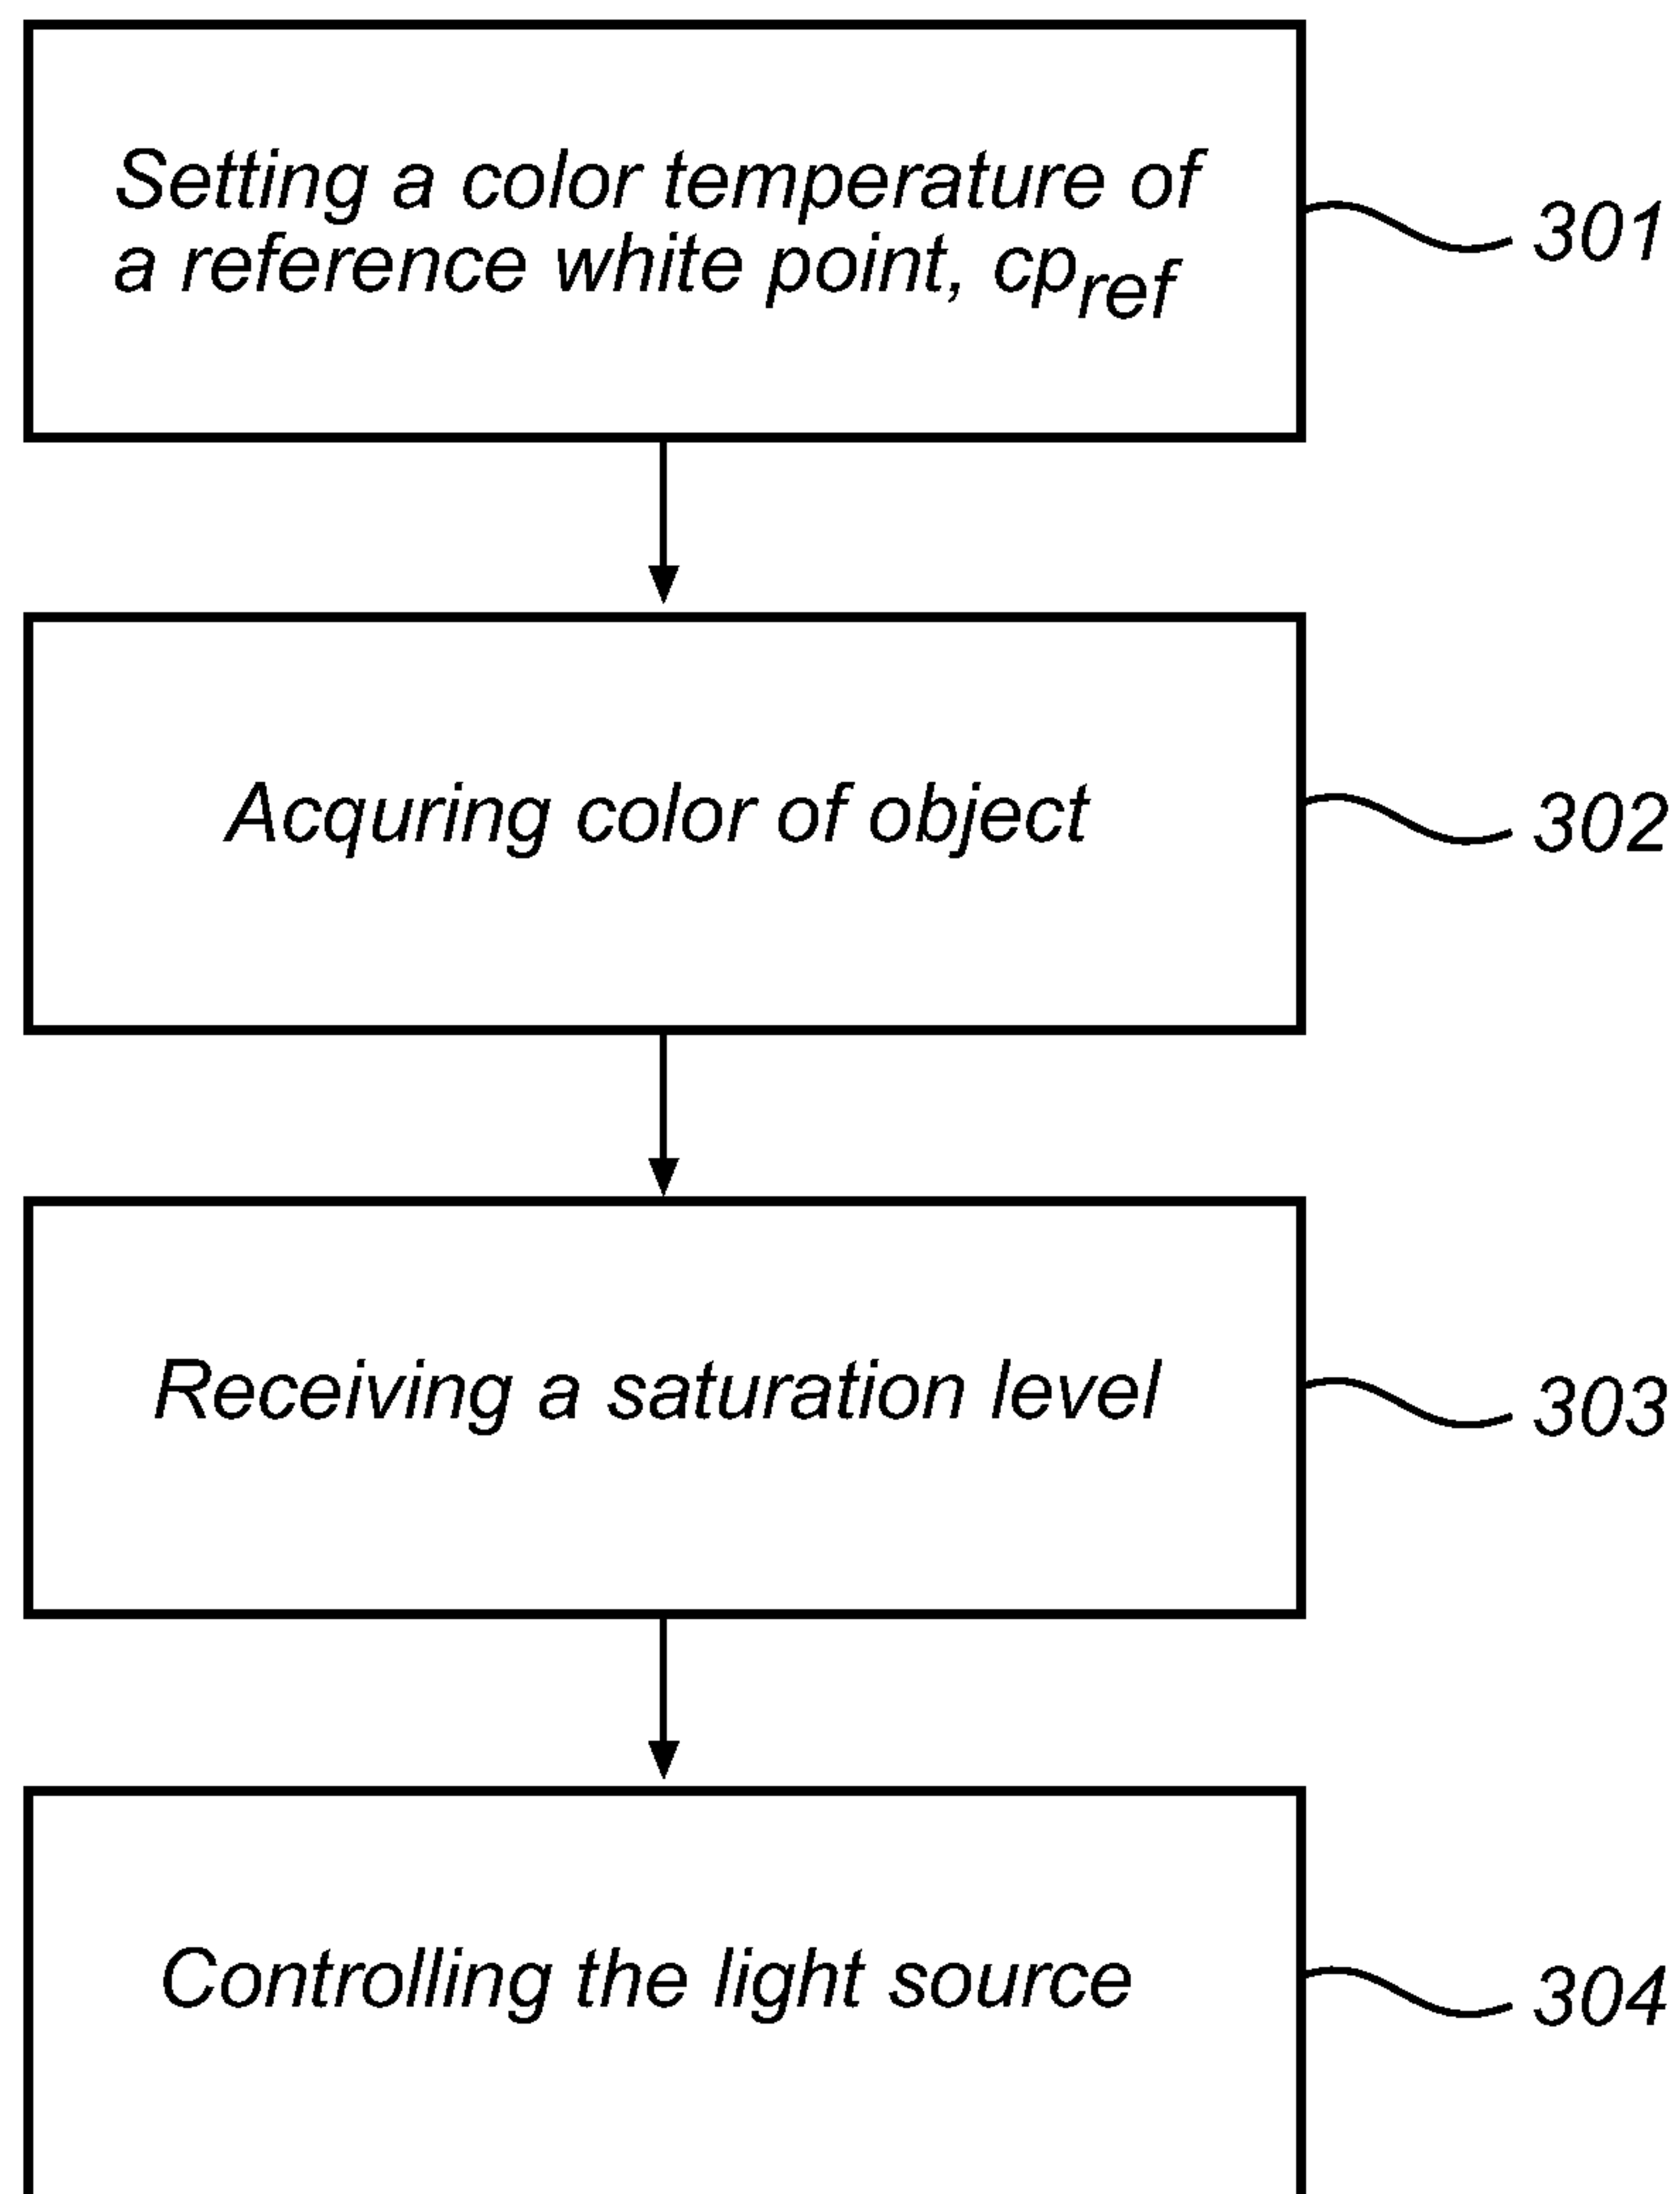 Setting a color temperature of
a reference white point, cpref
301
Acquring color of object
302
Receiving a saturation level
303
Controlling the light source
304